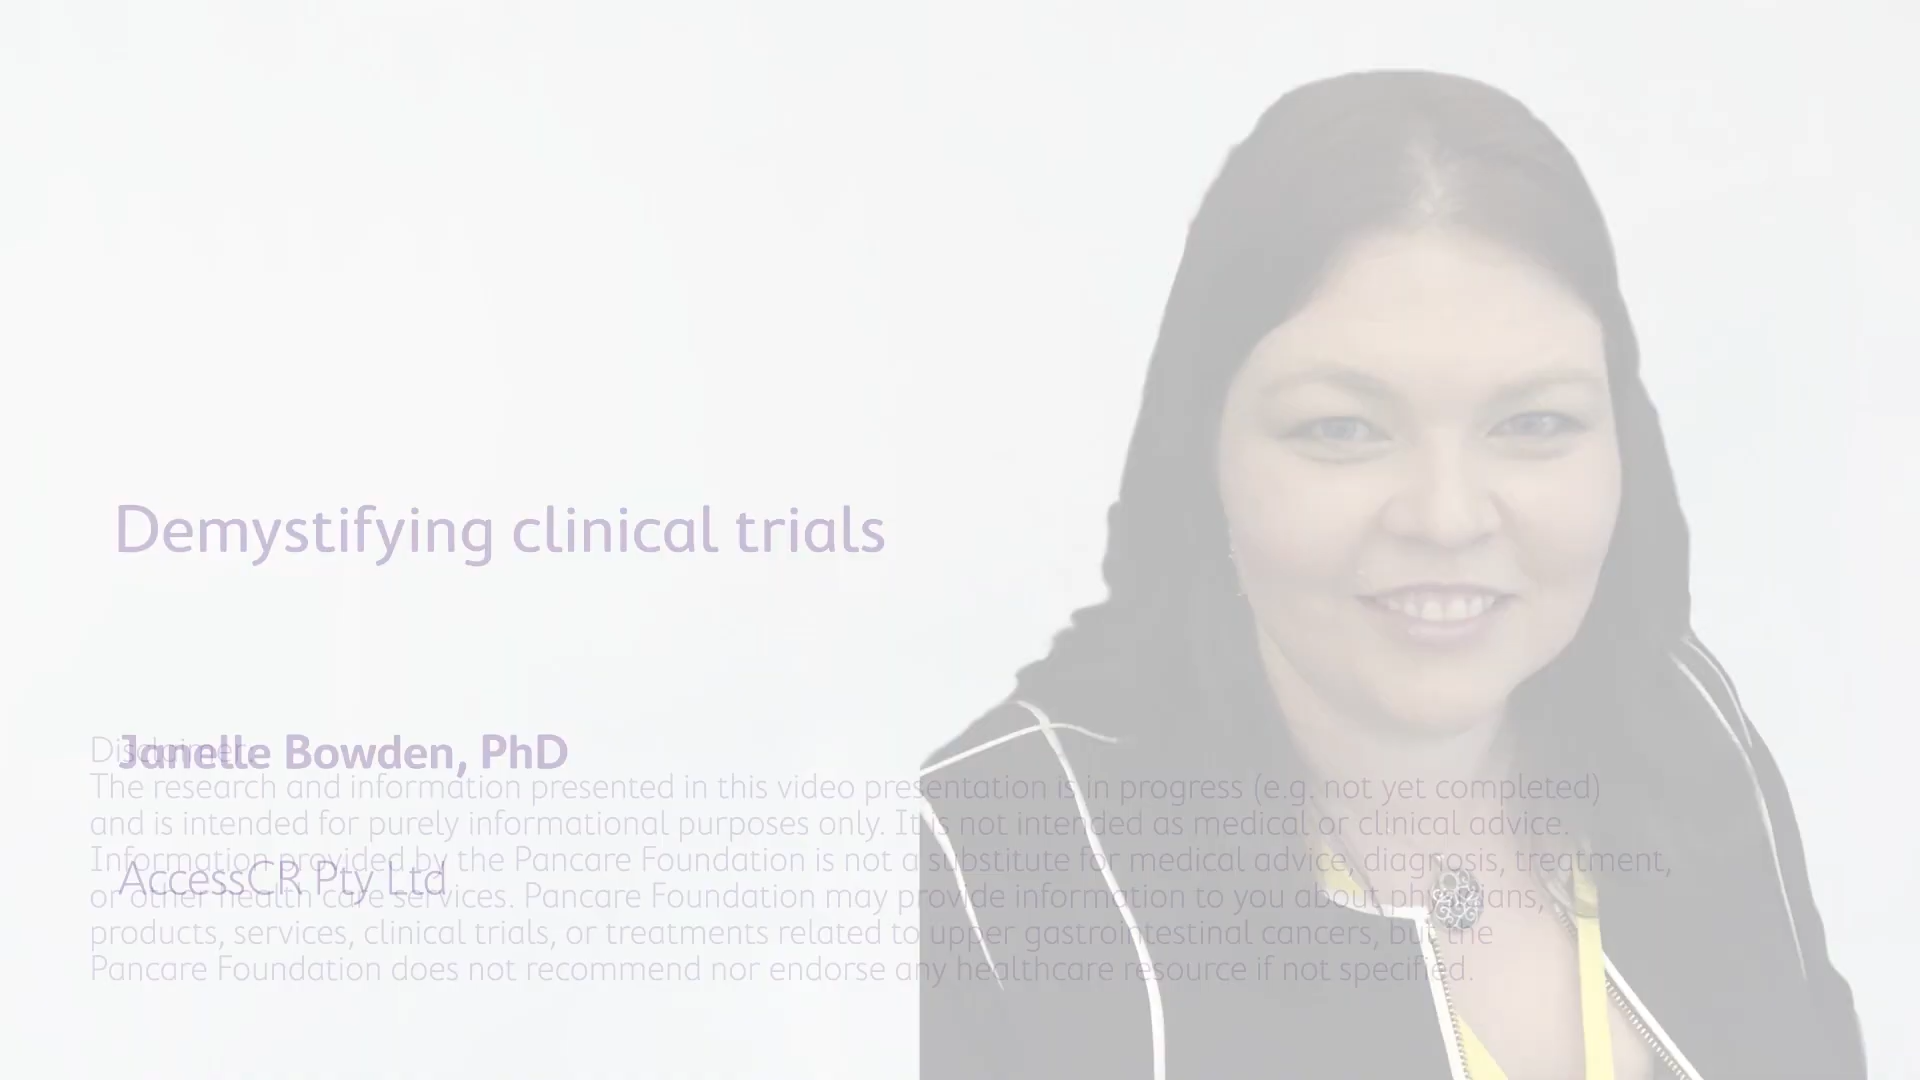 Demystifying clinical trials
Janelle Bowden, PhD
AccessCR Pty Ltd
Disclaimer:
The research and information presented in this video presentation is in progress (e.g. not yet completed)
and is intended for purely informational purposes only. It is not intended as medical or clinical advice.
Information provided by the Pancare Foundation is not a substitute for medical advice, diagnosis, treatment,
or other health care services. Pancare Foundation may provide information to you about physicians,
products, services, clinical trials, or treatments related to upper gastrointestinal cancers, but the
Pancare Foundation does not recommend nor endorse any healthcare resource if not specified.